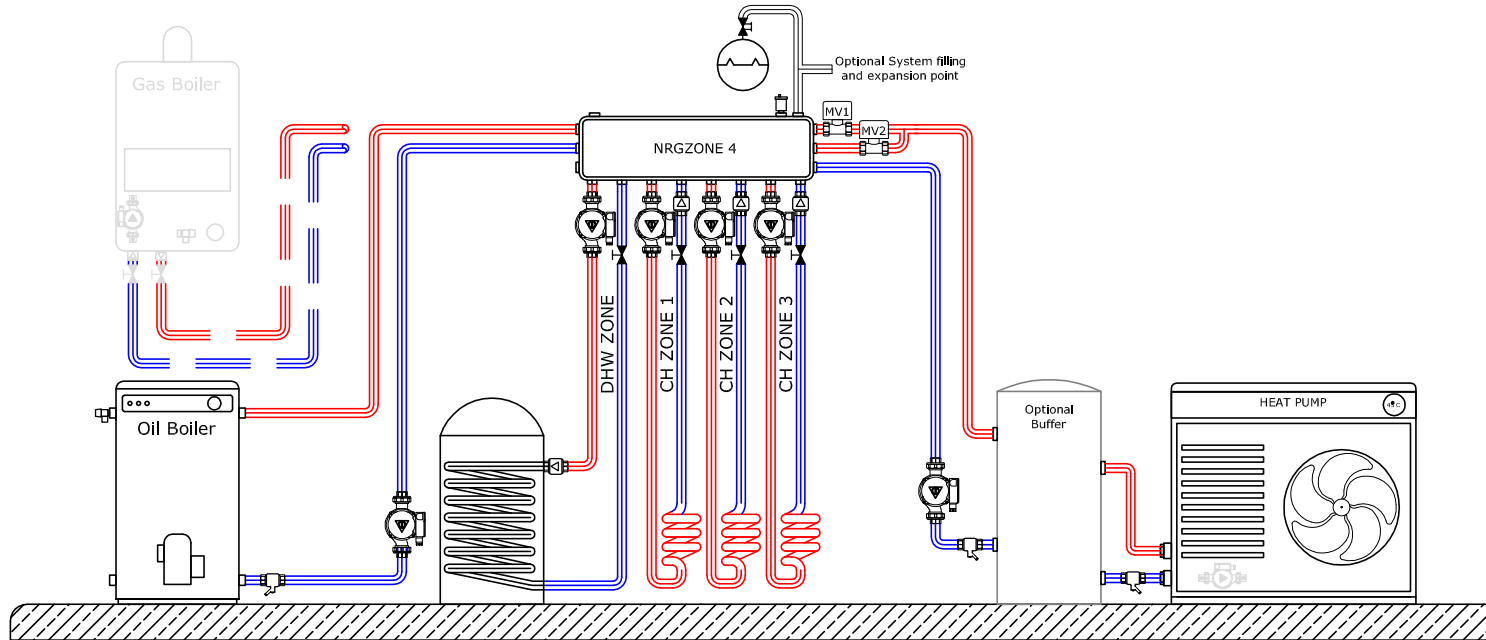 Gas Boiler
Optional System filling
and expansion point
MV1
MV2
NRGZONE 4
DHW ZONE
CH ZONE 1
CH ZONE 2
CH ZONE 3
Oil Boiler
Optional
Buffer
HEAT PUMP